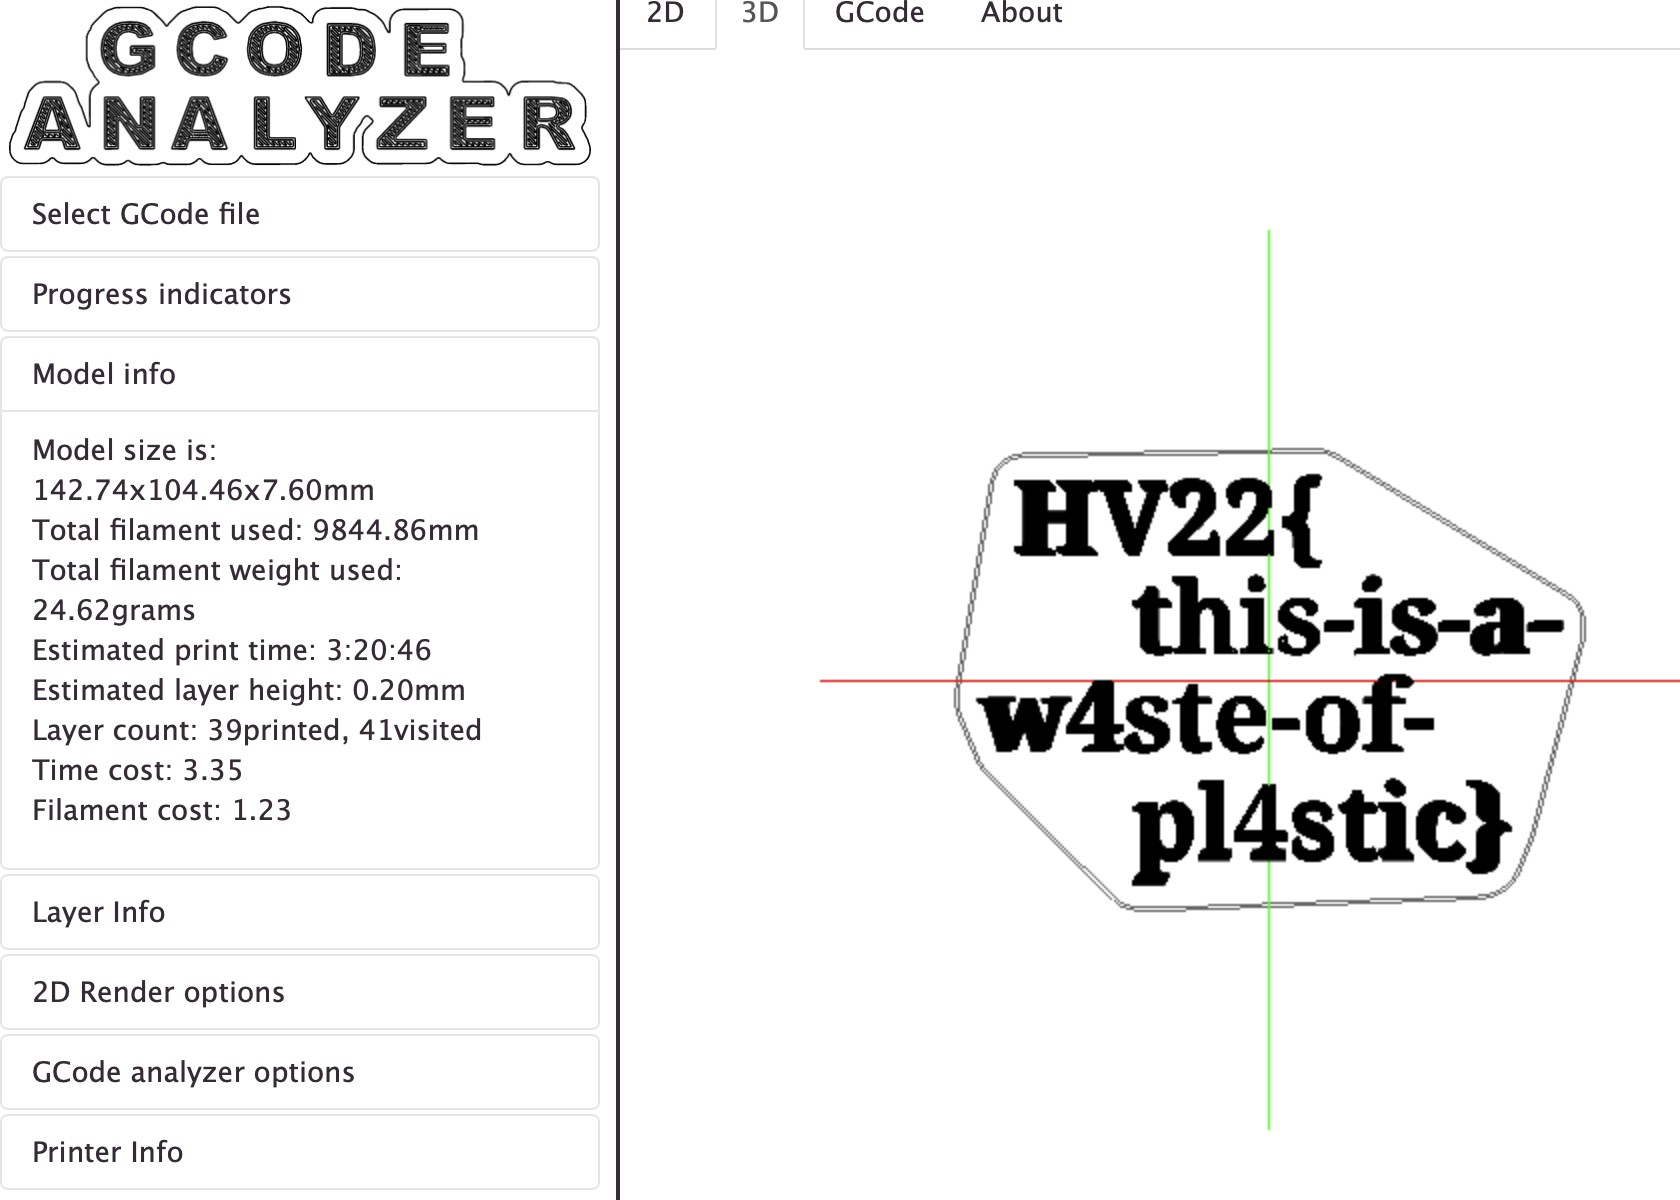 GCODE
ANALYZER
Select GCode file
Progress indicators
Model info
Model size is:
142.74x104.46x7.60mm
Total filament used: 9844.86mm
Total filament weight used:
24.62grams
Estimated print time: 3:20:46
Estimated layer height: 0.20mm
Layer count: 39printed, 41visited
Time cost: 3.35
Filament cost: 1.23
Layer Info
2D Render options
GCode analyzer options
Printer Info
2D 3D GCode About
HV22{
this-is-a-
w4ste-of-
pl4stic}